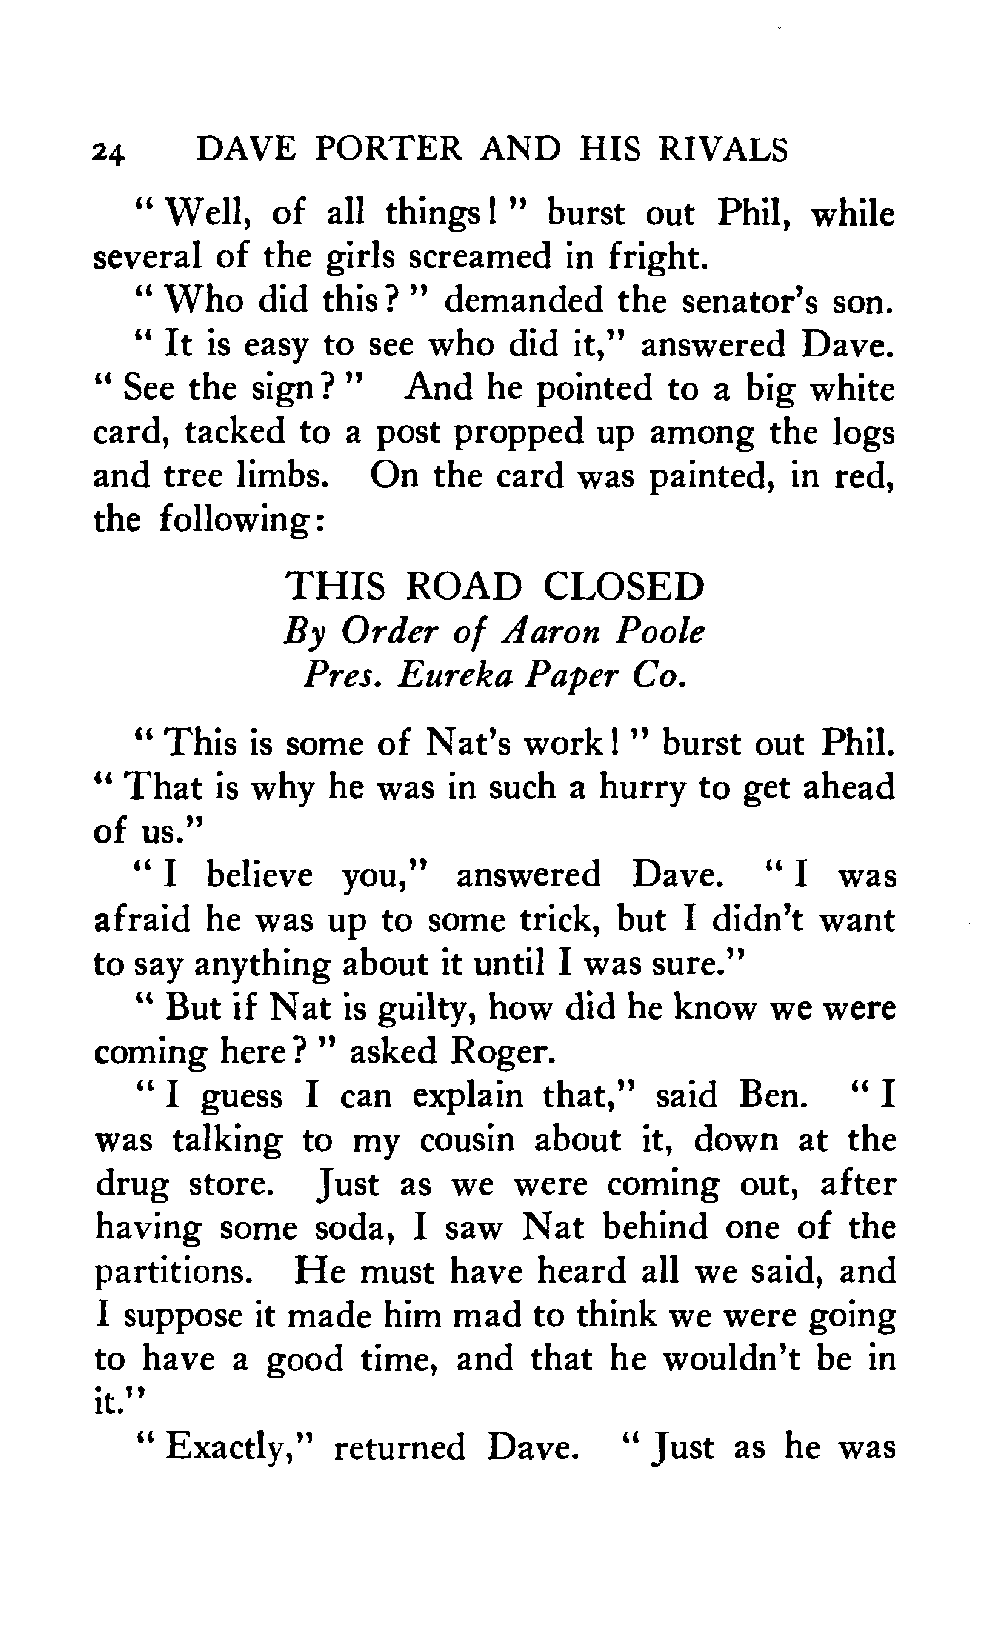 24 DAVE PORTER AND HIS RIVALS
“ Well, of all things! ” burst out Phil, while
several of the girls screamed in fright.
“ Who did this? ” demanded the senator’s son.
“ It is easy to see who did it,” answered Dave.
“ See the sign? ” And he pointed to a big white
card, tacked to a post propped up among the logs
and tree limbs. On the card was painted, in red,
the following:
THIS ROAD CLOSED
By Order of Aaron Poole
Pres. Eureka Paper Co.
“ This is some of Nat’s work! ” burst out Phil.
“ That is why he was in such a hurry to get ahead
of us.”
“ I believe you,” answered Dave. “ I was
afraid he was up to some trick, but I didn’t want
to say anything about it until I was sure.”
“ But if Nat is guilty, how did he know we were
coming here? ” asked Roger.
“ I guess I can explain that,” said Ben. “ I
was talking to my cousin about it, down at the
drug store. Just as we were coming out, after
having some soda, I saw Nat behind one of the
partitions. He must have heard all we said, and
I suppose it made him mad to think we were going
to have a good time, and that he wouldn’t be in
it.”
“ Exactly,” returned Dave. “ Just as he was